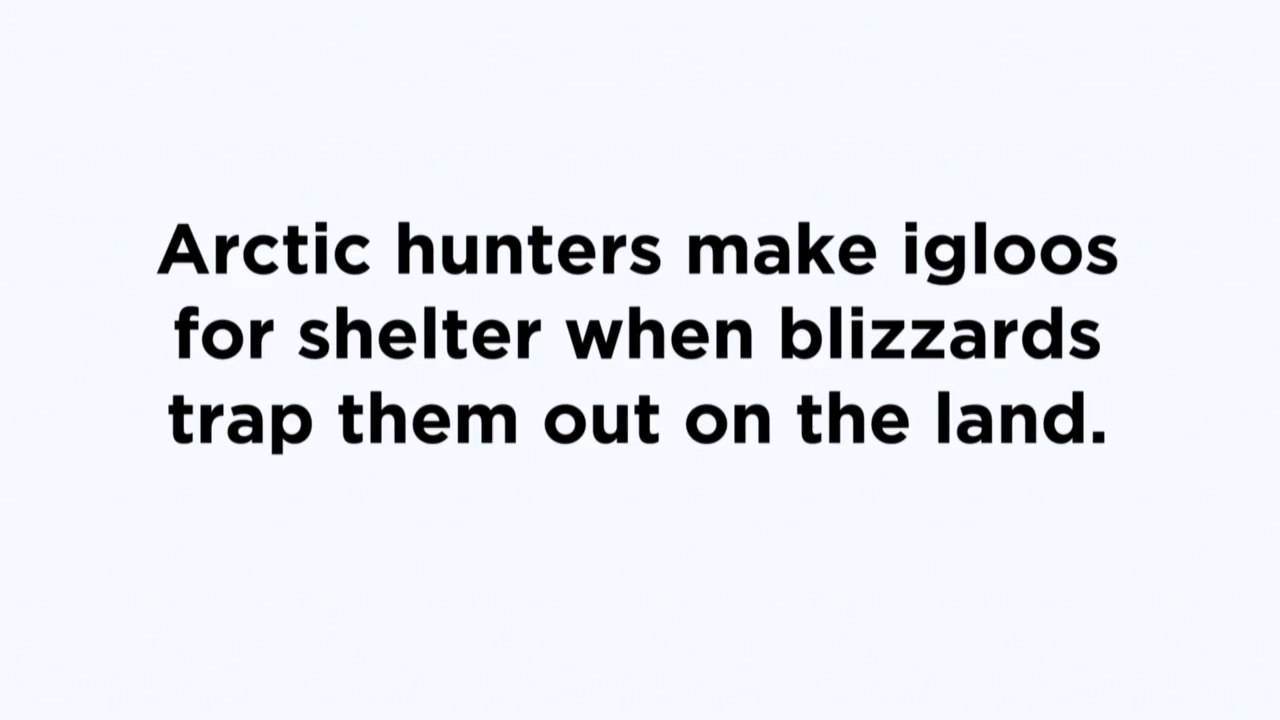 Arctic hunters make igloos
for shelter when blizzards
trap them out on the land.